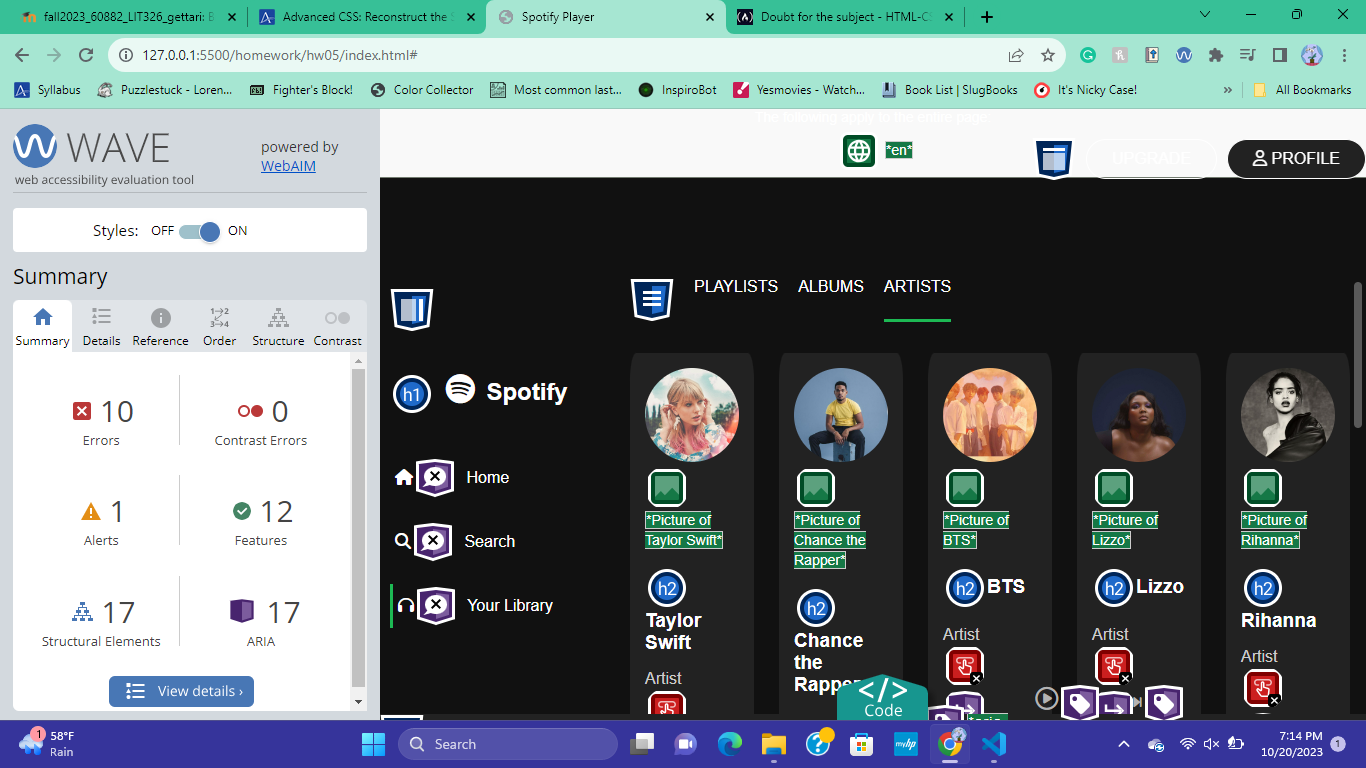 fall2023_60882_LIT326_gettari: B
Advanced CSS: Reconstruct the S
Spotify Player
Doubt for the subject - HTML-CS
127.0.0.1:5500/homework/hw05/index.html#
Syllabus
Puzzlestuck - Loren...
Fighter's Block!
Color Collector
Most common last...
InspiroBot
Yesmovies - Watch...
Book List | SlugBooks
It's Nicky Case!
»
All Bookmarks
WAVE
powered by
WebAIM
web accessibility evaluation tool
Styles: OFF ON
Summary
Summary Details Reference Order Structure Contrast
10
Errors
0
Contrast Errors
1
Alerts
12
Features
17
Structural Elements
17
ARIA
View details ›
The following apply to the entire page:
*en*
UPGRADE
PROFILE
PLAYLISTS ALBUMS ARTISTS
h1 Spotify
Home
Search
Your Library
*Picture of
Taylor Swift*
h2
Taylor
Swift
Artist
*Picture of
Chance the
Rapper*
h2
Chance
the
Rapper
*Picture of
BTS*
h2 BTS
Artist
*Picture of
Lizzo*
h2 Lizzo
Artist
*Picture of
Rihanna*
h2
Rihanna
Artist
</>
Code
1
58°F
Rain
Search
myhp
7:14 PM
10/20/2023
1